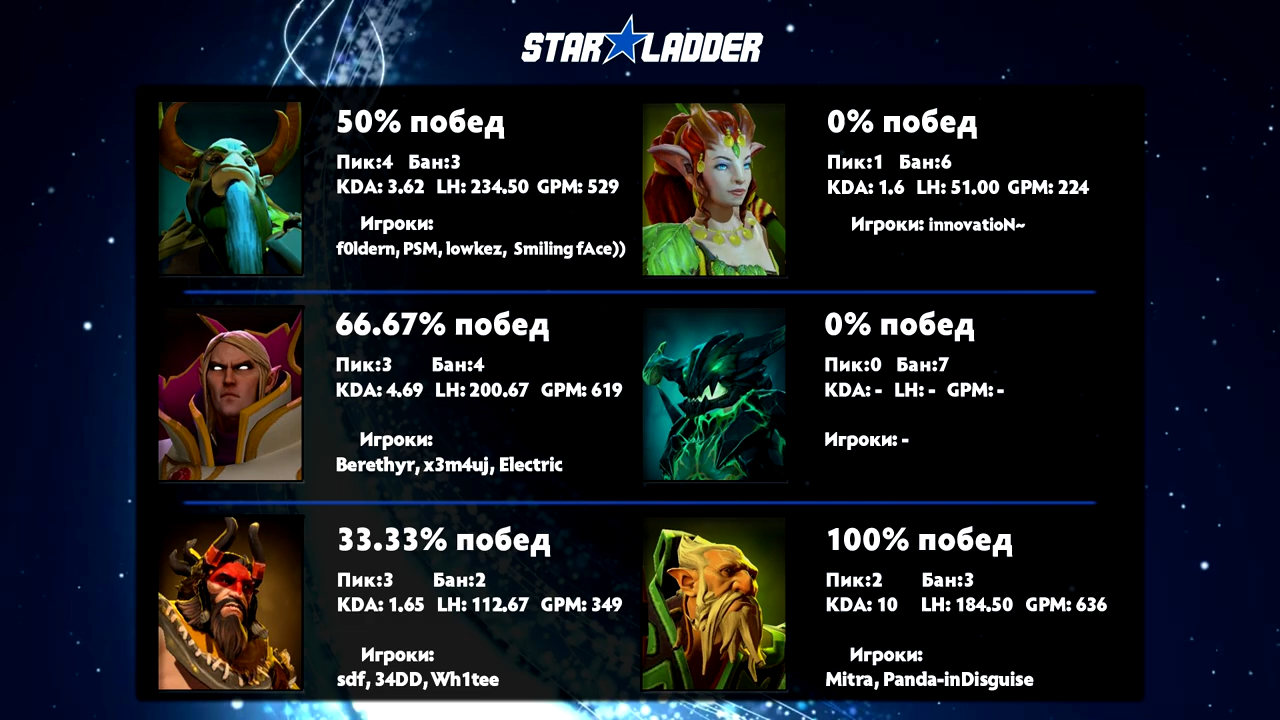 STAR LADDER
50% побед
Пик:4 Бан:3
KDA: 3.62 LH: 234.50 GPM: 529
Игроки:
f0ldern, PSM, lowkez, Smiling fAce))
0% побед
Пик:1 Бан:6
KDA: 1.6 LH: 51.00 GPM: 224
Игроки: innovatioN~
66.67% побед
Пик:3 Бан:4
KDA: 4.69 LH: 200.67 GPM: 619
Игроки:
Berethyr, x3m4uj, Electric
0% побед
Пик:0 Бан:7
KDA: - LH: - GPM: -
Игроки: -
33.33% побед
Пик:3 Бан:2
KDA: 1.65 LH: 112.67 GPM: 349
Игроки:
sdf, 34DD, Wh1tee
100% побед
Пик:2 Бан:3
KDA: 10 LH: 184.50 GPM: 636
Игроки:
Mitra, Panda-inDisguise